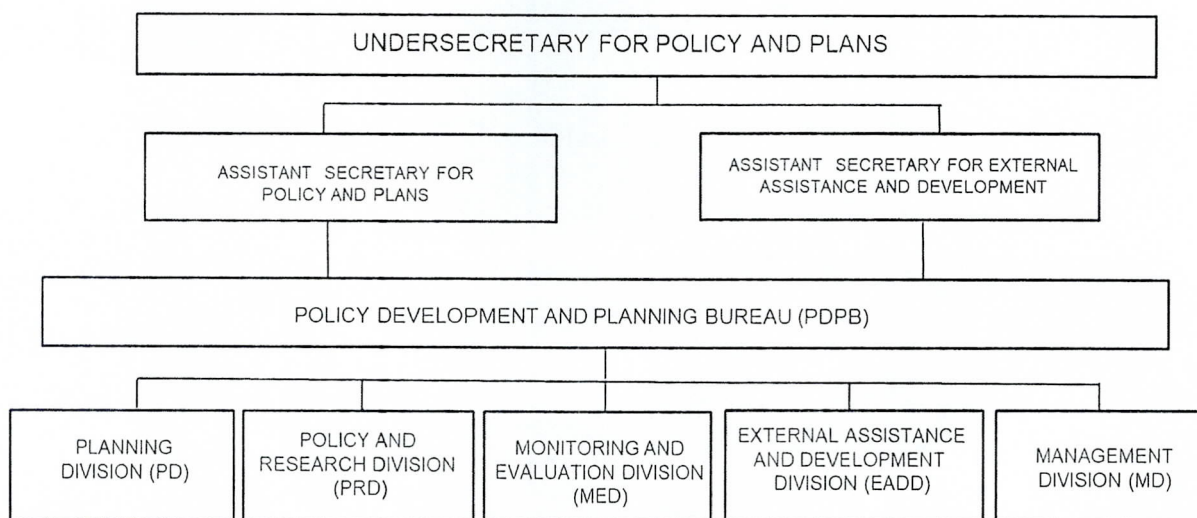 UNDERSECRETARY FOR POLICY AND PLANS
ASSISTANT SECRETARY FOR
POLICY AND PLANS
ASSISTANT SECRETARY FOR EXTERNAL
ASSISTANCE AND DEVELOPMENT
POLICY DEVELOPMENT AND PLANNING BUREAU (PDPB)
PLANNING
DIVISION (PD)
POLICY AND
RESEARCH DIVISION
(PRD)
MONITORING AND
EVALUATION DIVISION
(MED)
EXTERNAL ASSISTANCE
AND DEVELOPMENT
DIVISION (EADD)
MANAGEMENT
DIVISION (MD)